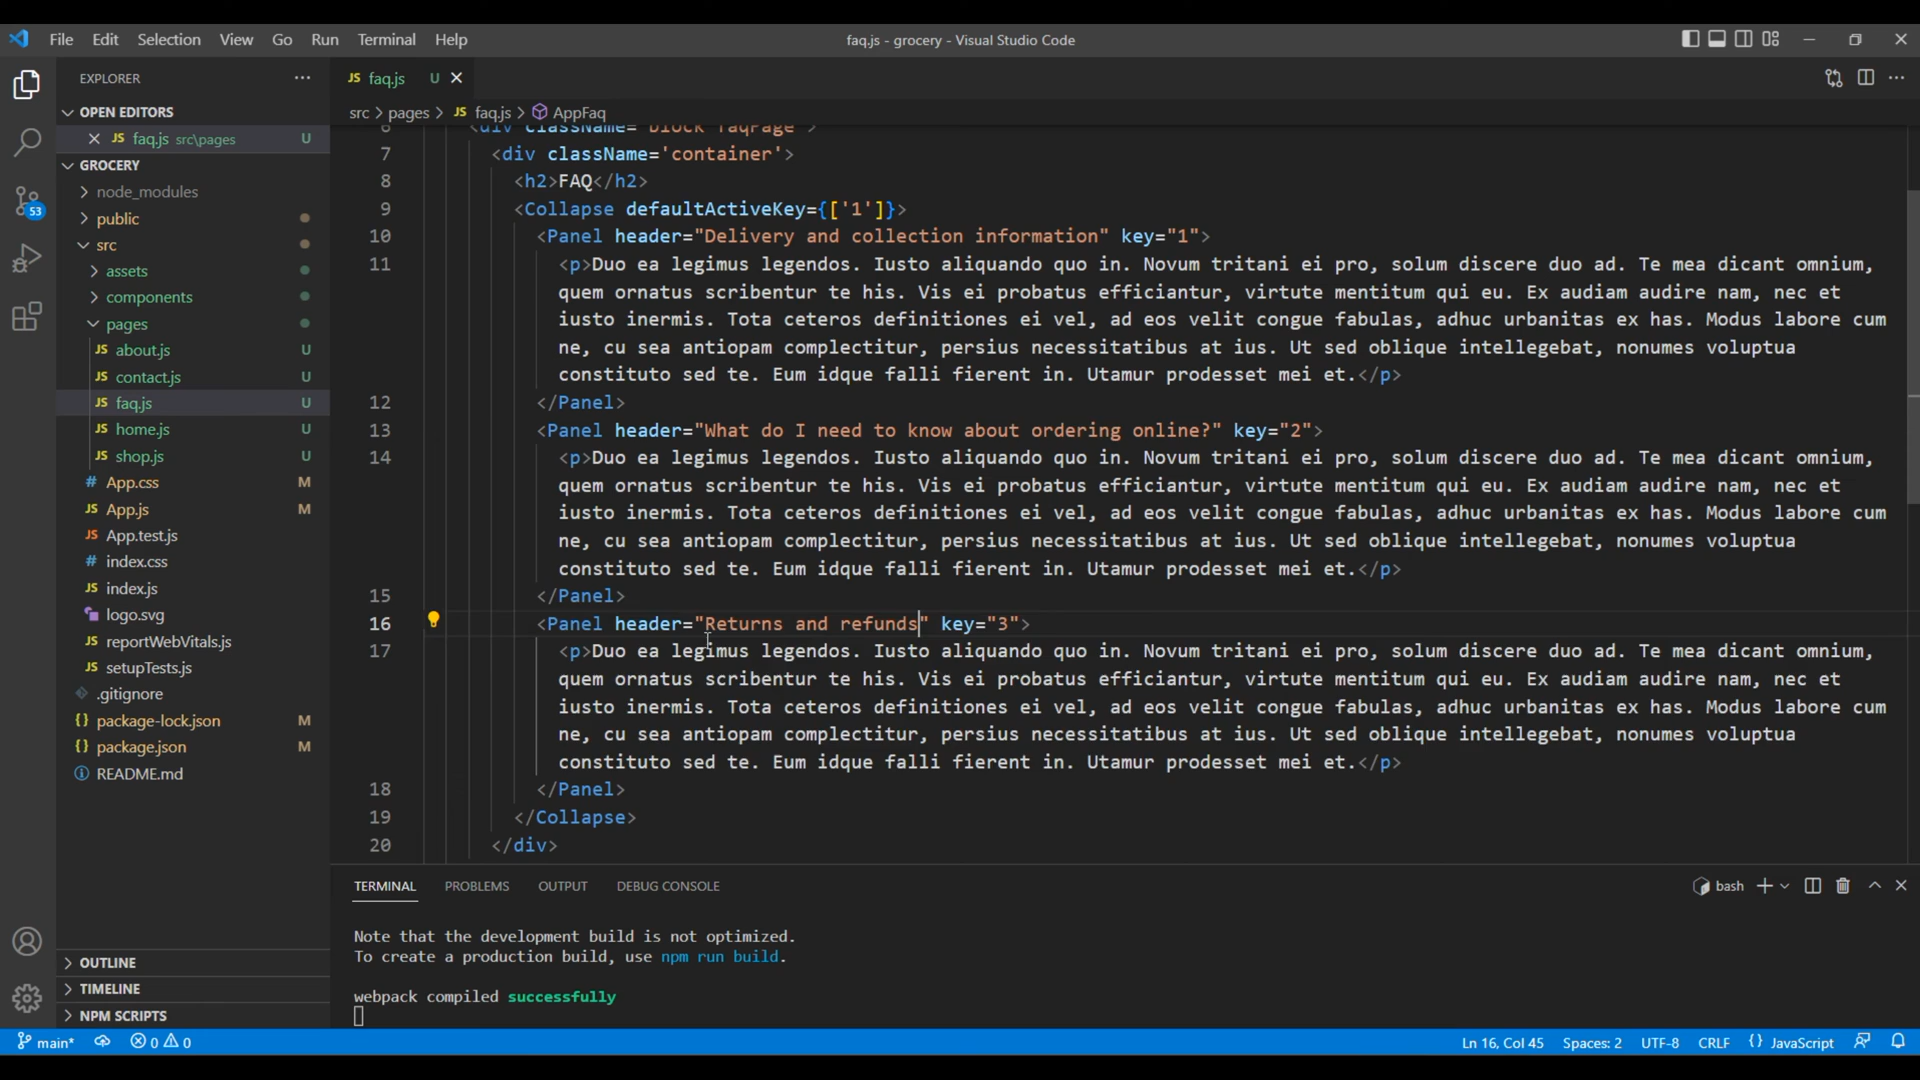 File Edit Selection View Go Run Terminal Help
faq.js - grocery - Visual Studio Code
EXPLORER
OPEN EDITORS
JS faq.js src\pages U
GROCERY
node_modules
public
src
assets
components
pages
JS about.js U
JS contact.js U
JS faq.js U
JS home.js U
JS shop.js U
# App.css M
JS App.js M
JS App.test.js
# index.css
JS index.js
logo.svg
JS reportWebVitals.js
JS setupTests.js
.gitignore
{} package-lock.json M
{} package.json M
README.md
OUTLINE
TIMELINE
NPM SCRIPTS
53
JS faq.js U
src > pages > JS faq.js > AppFaq
6 <div className="block faqPage">
7 <div className='container'>
8 <h2>FAQ</h2>
9 <Collapse defaultActiveKey={['1']}>
10 <Panel header="Delivery and collection information" key="1">
11 <p>Duo ea legimus legendos. Iusto aliquando quo in. Novum tritani ei pro, solum discere duo ad. Te mea dicant omnium,
quem ornatus scribentur te his. Vis ei probatus efficiantur, virtute mentitum qui eu. Ex audiam audire nam, nec et
iusto inermis. Tota ceteros definitiones ei vel, ad eos velit congue fabulas, adhuc urbanitas ex has. Modus labore cum
ne, cu sea antiopam complectitur, persius necessitatibus at ius. Ut sed oblique intellegebat, nonumes voluptua
constituto sed te. Eum idque falli fierent in. Utamur prodesset mei et.</p>
12 </Panel>
13 <Panel header="What do I need to know about ordering online?" key="2">
14 <p>Duo ea legimus legendos. Iusto aliquando quo in. Novum tritani ei pro, solum discere duo ad. Te mea dicant omnium,
quem ornatus scribentur te his. Vis ei probatus efficiantur, virtute mentitum qui eu. Ex audiam audire nam, nec et
iusto inermis. Tota ceteros definitiones ei vel, ad eos velit congue fabulas, adhuc urbanitas ex has. Modus labore cum
ne, cu sea antiopam complectitur, persius necessitatibus at ius. Ut sed oblique intellegebat, nonumes voluptua
constituto sed te. Eum idque falli fierent in. Utamur prodesset mei et.</p>
15 </Panel>
16 <Panel header="Returns and refunds" key="3">
17 <p>Duo ea legimus legendos. Iusto aliquando quo in. Novum tritani ei pro, solum discere duo ad. Te mea dicant omnium,
quem ornatus scribentur te his. Vis ei probatus efficiantur, virtute mentitum qui eu. Ex audiam audire nam, nec et
iusto inermis. Tota ceteros definitiones ei vel, ad eos velit congue fabulas, adhuc urbanitas ex has. Modus labore cum
ne, cu sea antiopam complectitur, persius necessitatibus at ius. Ut sed oblique intellegebat, nonumes voluptua
constituto sed te. Eum idque falli fierent in. Utamur prodesset mei et.</p>
18 </Panel>
19 </Collapse>
20 </div>
TERMINAL PROBLEMS OUTPUT DEBUG CONSOLE
bash
Note that the development build is not optimized.
To create a production build, use npm run build.
webpack compiled successfully
main* 0 0
Ln 16, Col 45 Spaces: 2 UTF-8 CRLF {} JavaScript